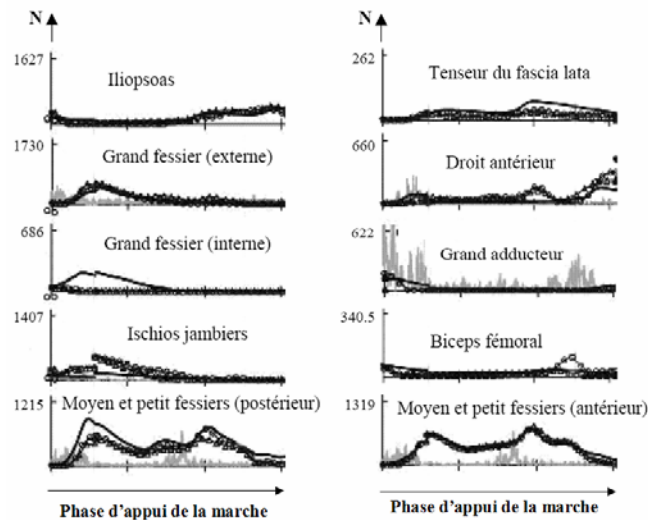 N
1627
Iliopsoas
1730
Grand fessier (externe)
686
Grand fessier (interne)
1407
Ischios jambiers
1215
Moyen et petit fessiers (postérieur)
Phase d'appui de la marche
N
262
Tenseur du fascia lata
660
Droit antérieur
622
Grand adducteur
340.5
Biceps fémoral
1319
Moyen et petit fessiers (antérieur)
Phase d'appui de la marche